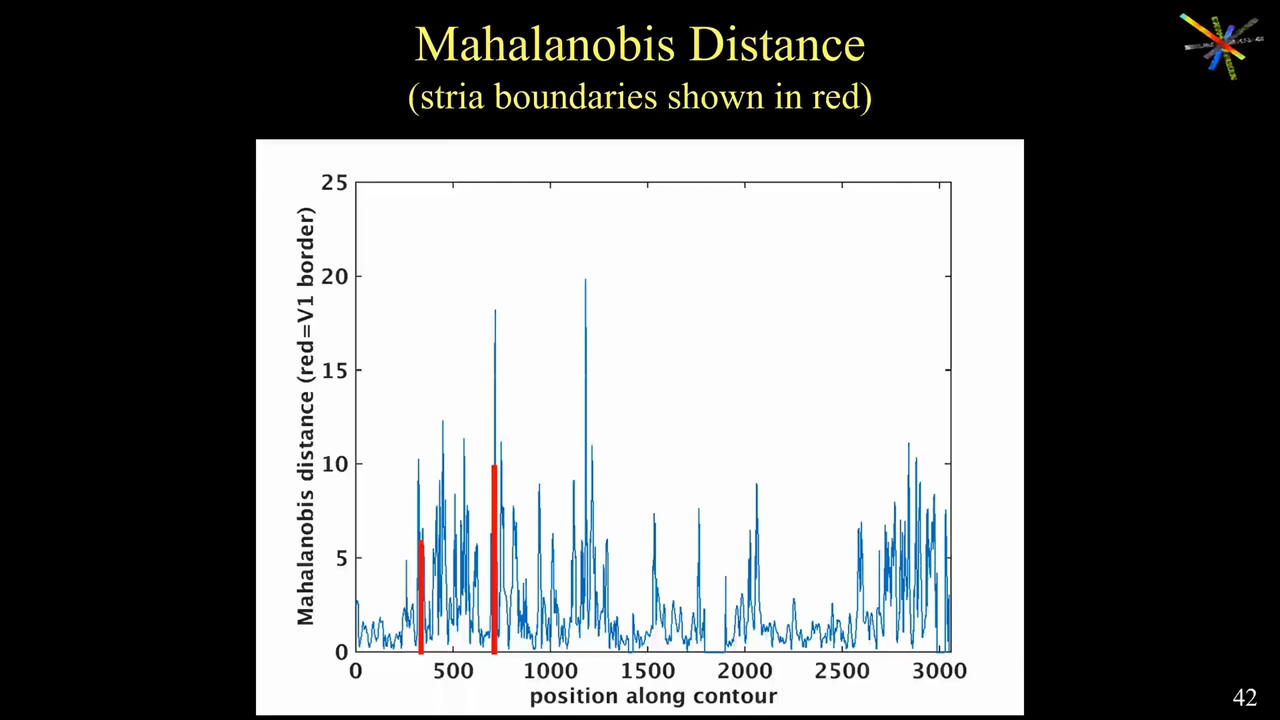 Mahalanobis Distance
(stria boundaries shown in red)
Mahalanobis distance (red=V1 border)
25
20
15
10
5
0
0 500 1000 1500 2000 2500 3000
position along contour
42